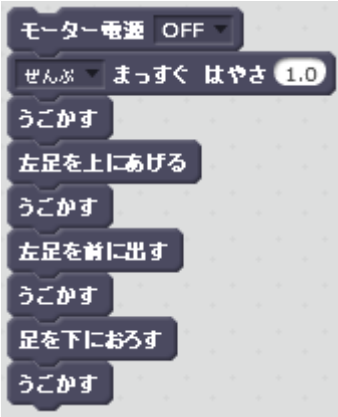 モーター電源 OFF
ぜんぶ まっすぐ はやさ 1.0
うごかす
左足を上にあげる
うごかす
左足を前に出す
うごかす
足を下におろす
うごかす